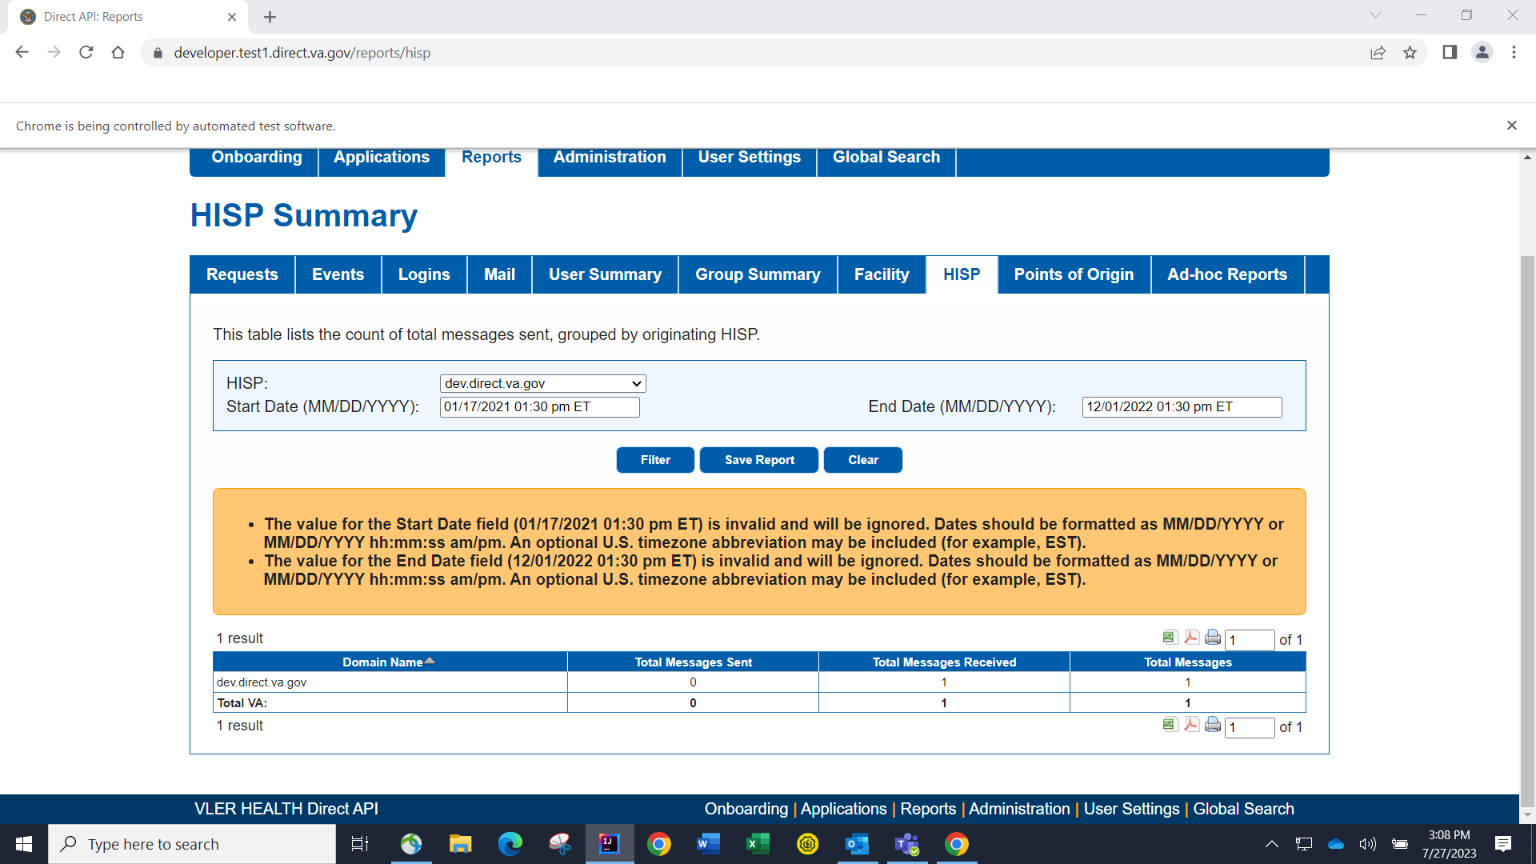 Direct API: Reports
developer.test1.direct.va.gov/reports/hisp
Chrome is being controlled by automated test software.
Onboarding Applications Reports Administration User Settings Global Search
HISP Summary
Requests Events Logins Mail User Summary Group Summary Facility HISP Points of Origin Ad-hoc Reports
This table lists the count of total messages sent, grouped by originating HISP.
HISP: dev.direct.va.gov
Start Date (MM/DD/YYYY): 01/17/2021 01:30 pm ET End Date (MM/DD/YYYY): 12/01/2022 01:30 pm ET
Filter Save Report Clear
• The value for the Start Date field (01/17/2021 01:30 pm ET) is invalid and will be ignored. Dates should be formatted as MM/DD/YYYY or
MM/DD/YYYY hh:mm:ss am/pm. An optional U.S. timezone abbreviation may be included (for example, EST).
• The value for the End Date field (12/01/2022 01:30 pm ET) is invalid and will be ignored. Dates should be formatted as MM/DD/YYYY or
MM/DD/YYYY hh:mm:ss am/pm. An optional U.S. timezone abbreviation may be included (for example, EST).
1 result 1 of 1
Domain Name Total Messages Sent Total Messages Received Total Messages
dev.direct.va.gov 0 1 1
Total VA: 0 1 1
1 result 1 of 1
VLER HEALTH Direct API Onboarding | Applications | Reports | Administration | User Settings | Global Search
Type here to search
3:08 PM
7/27/2023